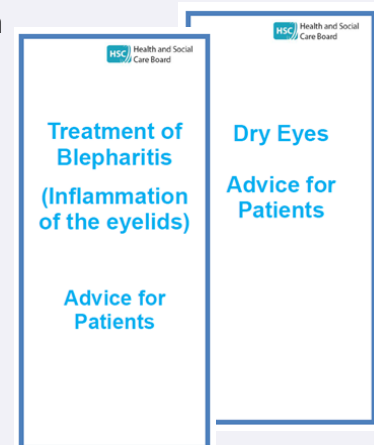 HSC Health and Social
Care Board
Treatment of
Blepharitis
(Inflammation
of the eyelids)
Advice for
Patients
HSC Health and Social
Care Board
Dry Eyes
Advice for
Patients